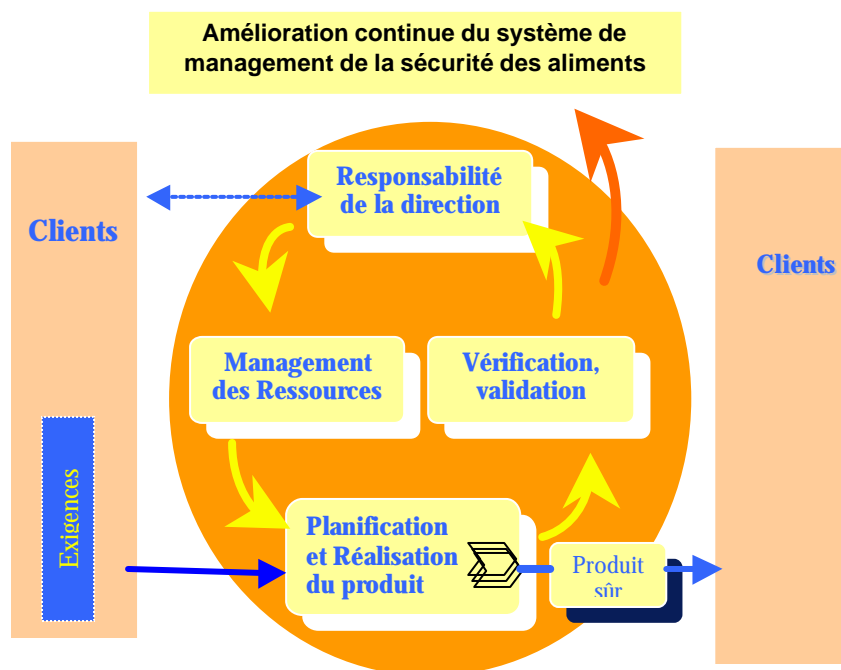 Amélioration continue du système de
management de la sécurité des aliments
Responsabilité
de la direction
Clients
Clients
Management
des Ressources
Vérification,
validation
Exigences
Planification
et Réalisation
du produit
Produit
sûr